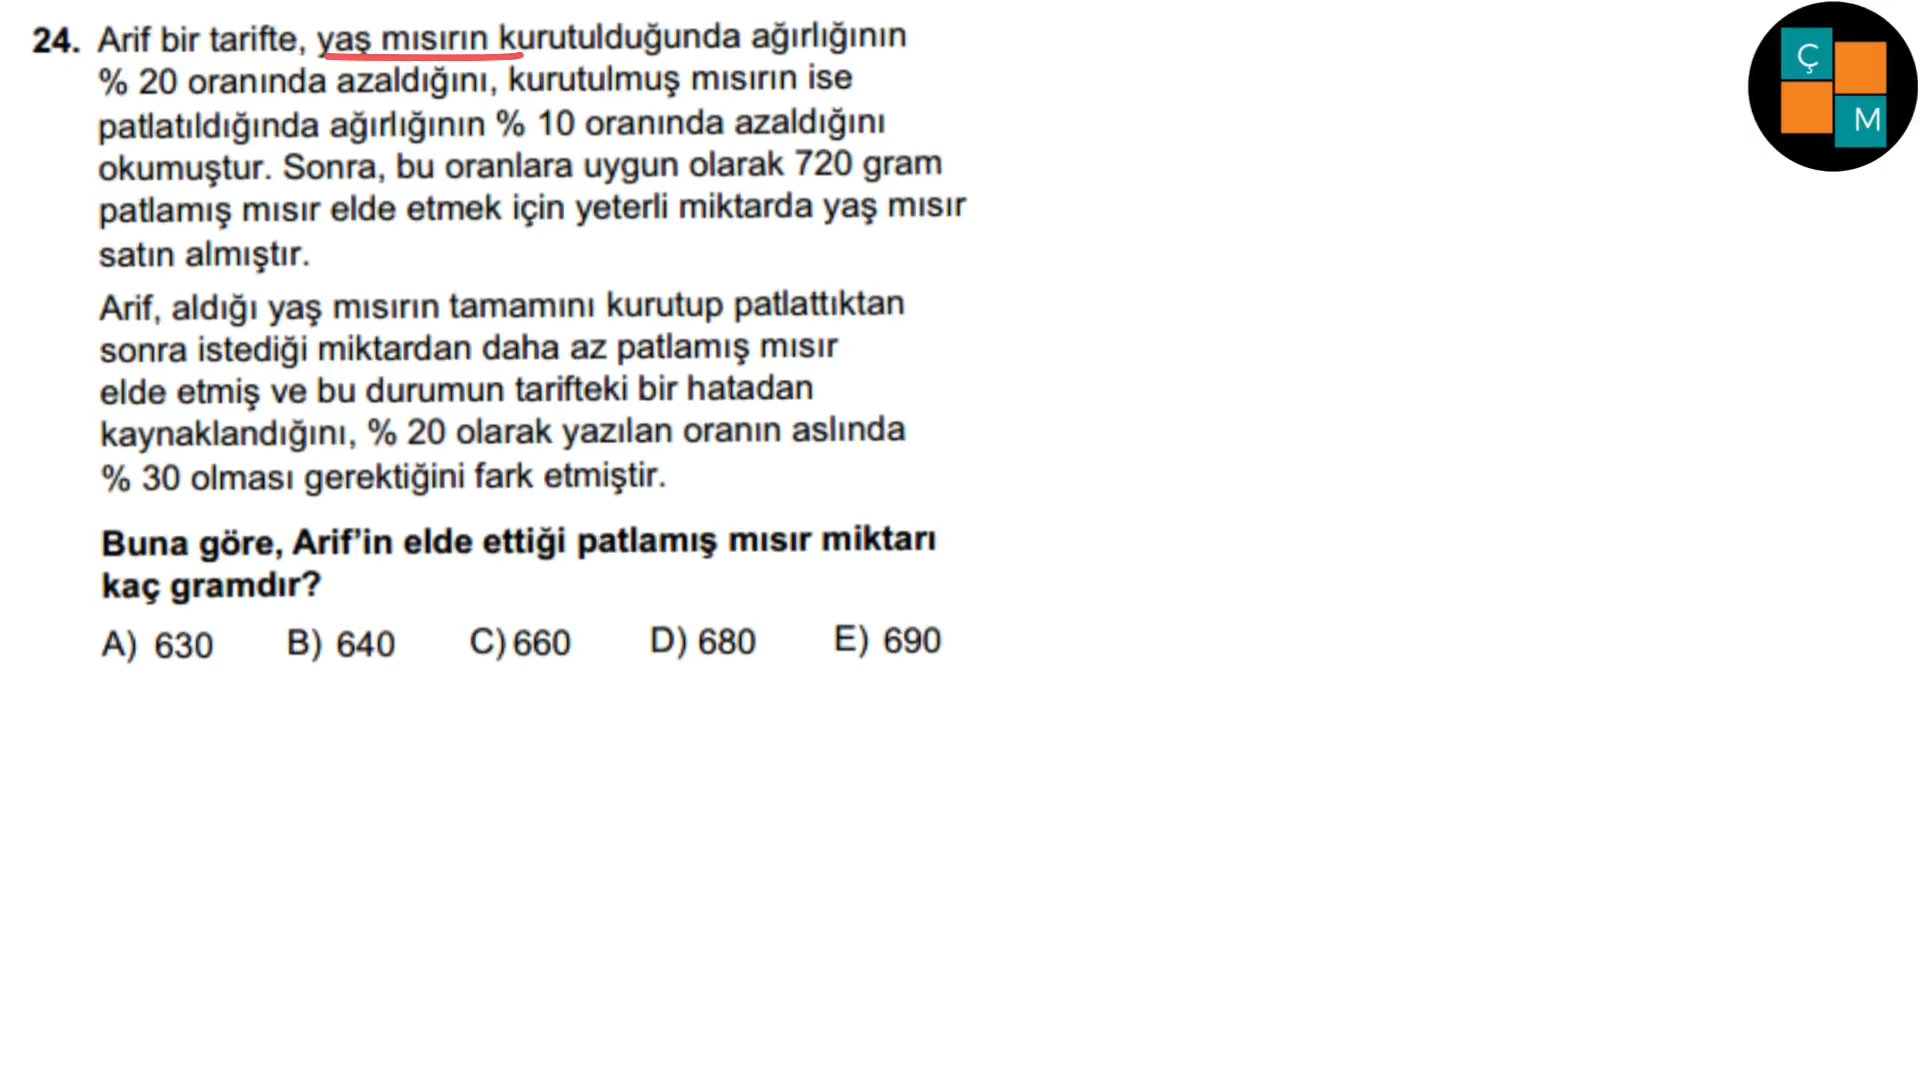 24. Arif bir tarifte, yaş mısırın kurutulduğunda ağırlığının
% 20 oranında azaldığını, kurutulmuş mısırın ise
patlatıldığında ağırlığının % 10 oranında azaldığını
okumuştur. Sonra, bu oranlara uygun olarak 720 gram
patlamış mısır elde etmek için yeterli miktarda yaş mısır
satın almıştır.
Arif, aldığı yaş mısırın tamamını kurutup patlattıktan
sonra istediği miktardan daha az patlamış mısır
elde etmiş ve bu durumun tarifteki bir hatadan
kaynaklandığını, % 20 olarak yazılan oranın aslında
% 30 olması gerektiğini fark etmiştir.
Buna göre, Arif’in elde ettiği patlamış mısır miktarı
kaç gramdır?
A) 630 B) 640 C) 660 D) 680 E) 690
Ç
M